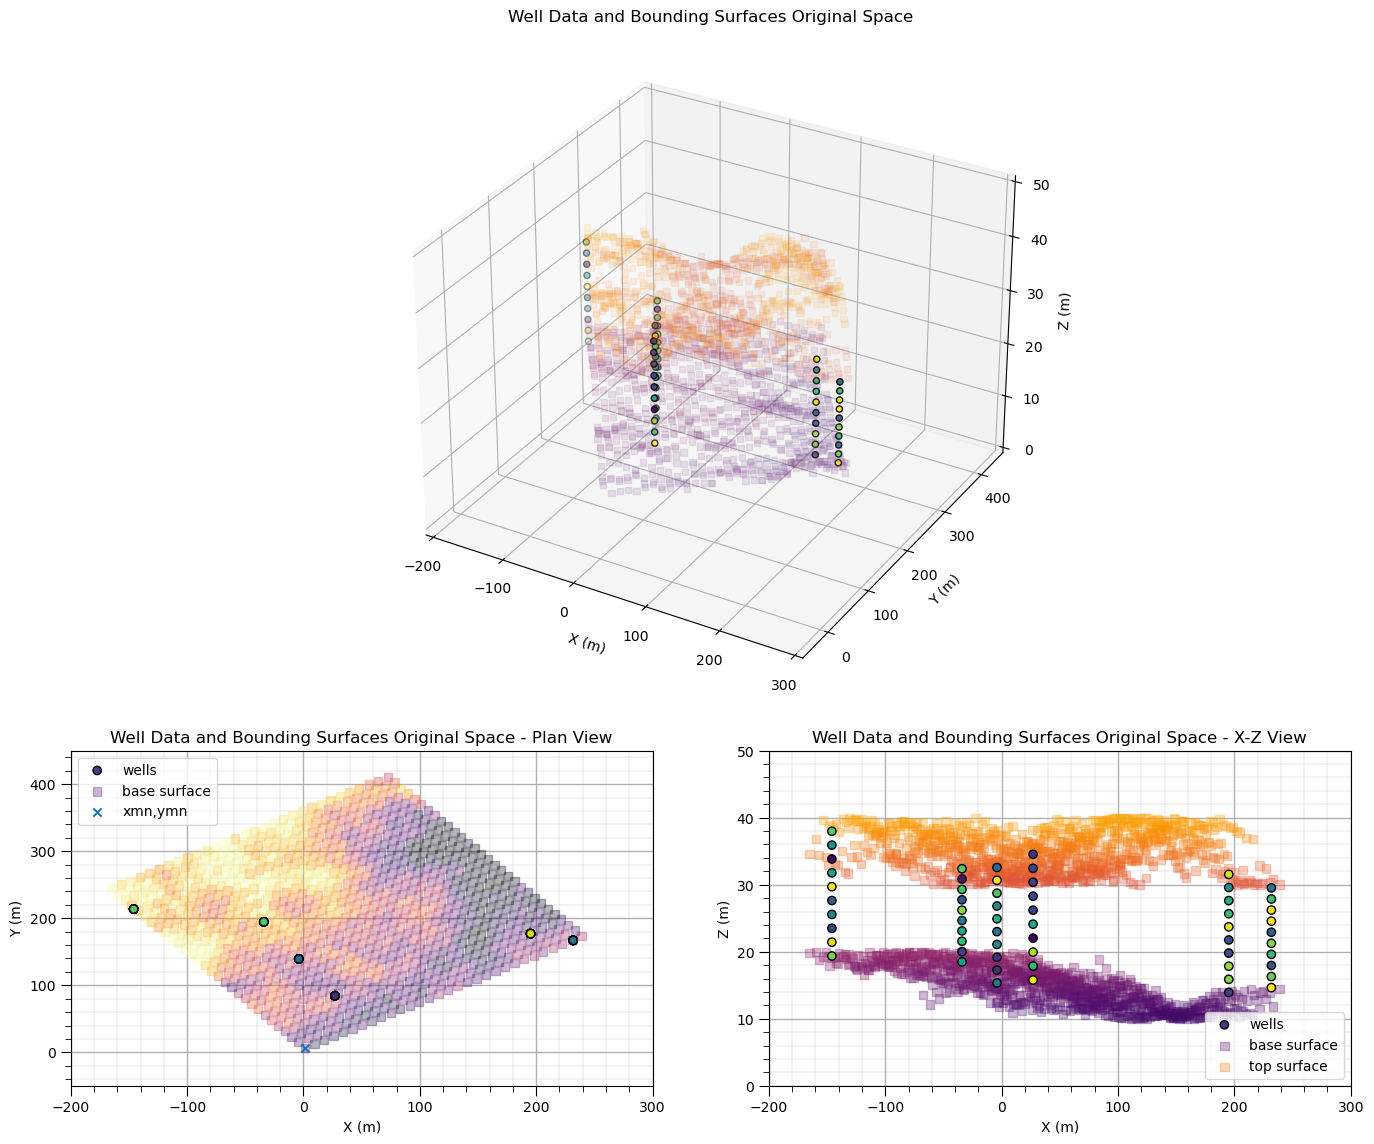 Well Data and Bounding Surfaces Original Space
50
40
30
20
10
0
Z (m)
400
300
200
100
0
Y (m)
−200
−100
0
100
200
300
X (m)
Well Data and Bounding Surfaces Original Space - Plan View
wells
base surface
xmn,ymn
400
300
200
100
0
Y (m)
−200
−100
0
100
200
300
X (m)
Well Data and Bounding Surfaces Original Space - X-Z View
50
40
30
20
10
0
Z (m)
wells
base surface
top surface
−200
−100
0
100
200
300
X (m)